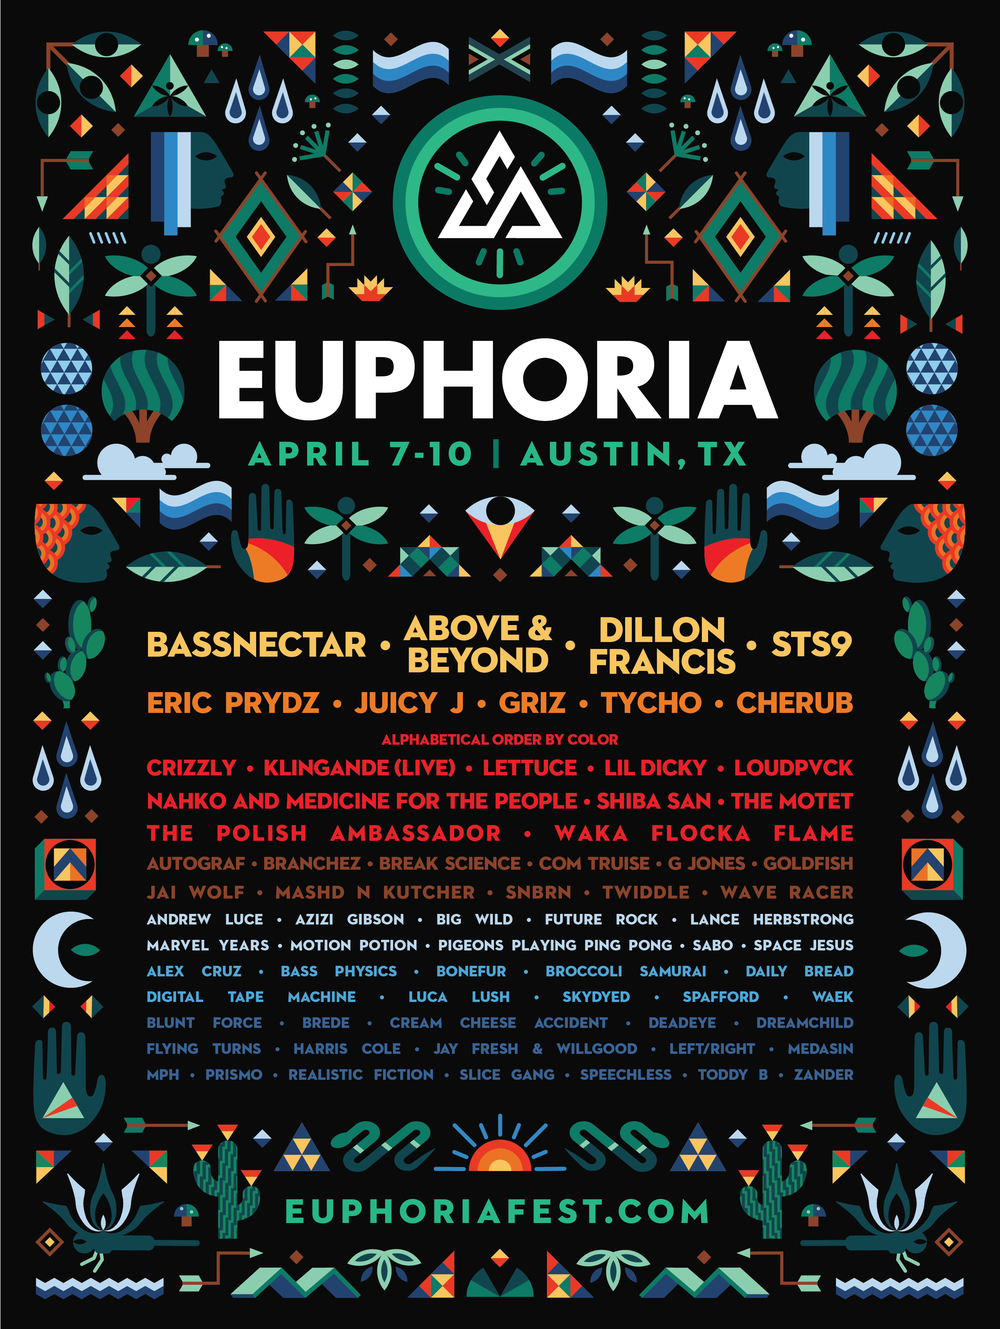 EUPHORIA
APRIL 7-10 | AUSTIN, TX
BASSNECTAR • ABOVE & BEYOND • DILLON FRANCIS • STS9
ERIC PRYDZ • JUICY J • GRIZ • TYCHO • CHERUB
ALPHABETICAL ORDER BY COLOR
CRIZZLY • KLINGANDE (LIVE) • LETTUCE • LIL DICKY • LOUDPVCK
NAHKO AND MEDICINE FOR THE PEOPLE • SHIBA SAN • THE MOTET
THE POLISH AMBASSADOR • WAKA FLOCKA FLAME
AUTOGRAF • BRANCHEZ • BREAK SCIENCE • COM TRUISE • G JONES • GOLDFISH
JAI WOLF • MASHD N KUTCHER • SNBRN • TWIDDLE • WAVE RACER
ANDREW LUCE • AZIZI GIBSON • BIG WILD • FUTURE ROCK • LANCE HERBSTRONG
MARVEL YEARS • MOTION POTION • PIGEONS PLAYING PING PONG • SABO • SPACE JESUS
ALEX CRUZ • BASS PHYSICS • BONEFUR • BROCCOLI SAMURAI • DAILY BREAD
DIGITAL TAPE MACHINE • LUCA LUSH • SKYDYED • SPAFFORD • WAEK
BLUNT FORCE • BREDE • CREAM CHEESE ACCIDENT • DEADEYE • DREAMCHILD
FLYING TURNS • HARRIS COLE • JAY FRESH & WILLGOOD • LEFT/RIGHT • MEDASIN
MPH • PRISMO • REALISTIC FICTION • SLICE GANG • SPEECHLESS • TODDY B • ZANDER
EUPHORIAFEST.COM